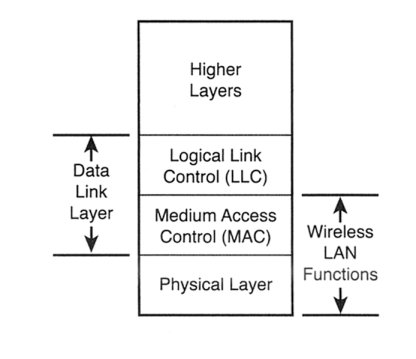 Higher
Layers
Data
Link
Layer
Logical Link
Control (LLC)
Medium Access
Control (MAC)
Physical Layer
Wireless
LAN
Functions